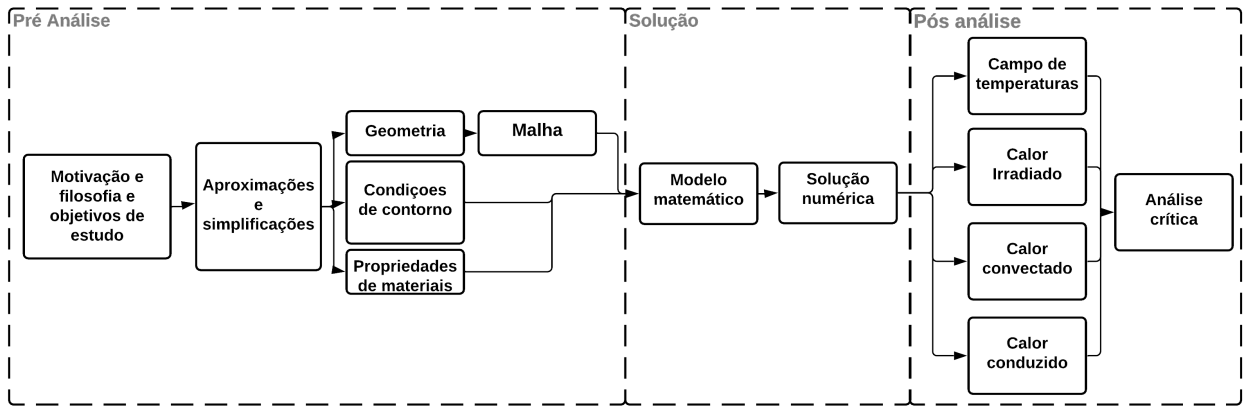 Pré Análise
Motivação e
filosofia e
objetivos de
estudo
Aproximações
e
simplificações
Geometria
Malha
Condiçoes
de contorno
Propriedades
de materiais
Solução
Modelo
matemático
Solução
numérica
Pós análise
Campo de
temperaturas
Calor
Irradiado
Calor
convectado
Calor
conduzido
Análise
crítica